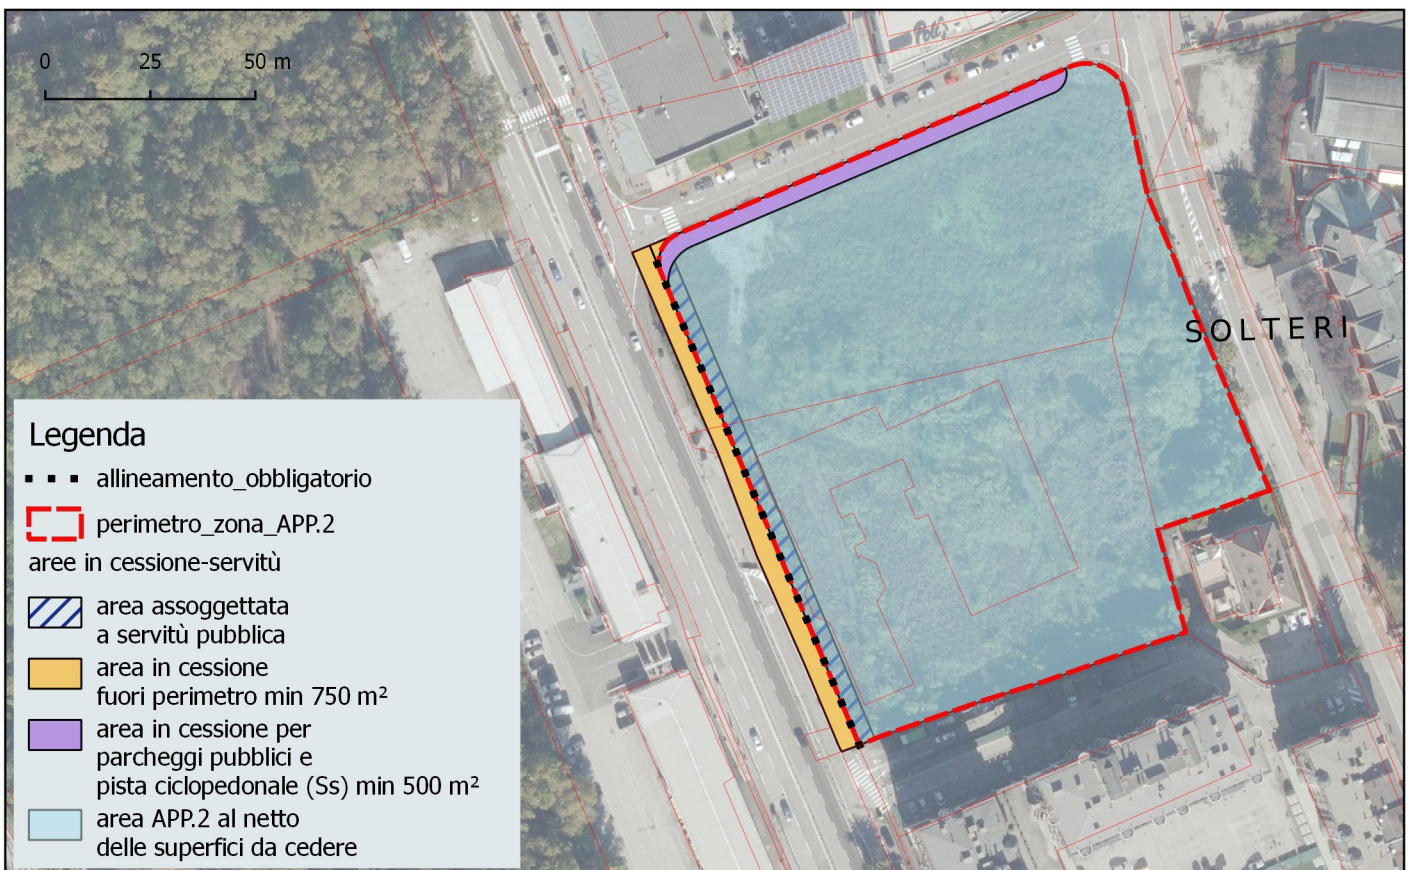 0 25 50 m
Poli
SOLTERI
Legenda
allineamento_obbligatorio
perimetro_zona_APP.2
aree in cessione-servitù
area assoggettata
a servitù pubblica
area in cessione
fuori perimetro min 750 m²
area in cessione per
parcheggi pubblici e
pista ciclopedonale (Ss) min 500 m²
area APP.2 al netto
delle superfici da cedere